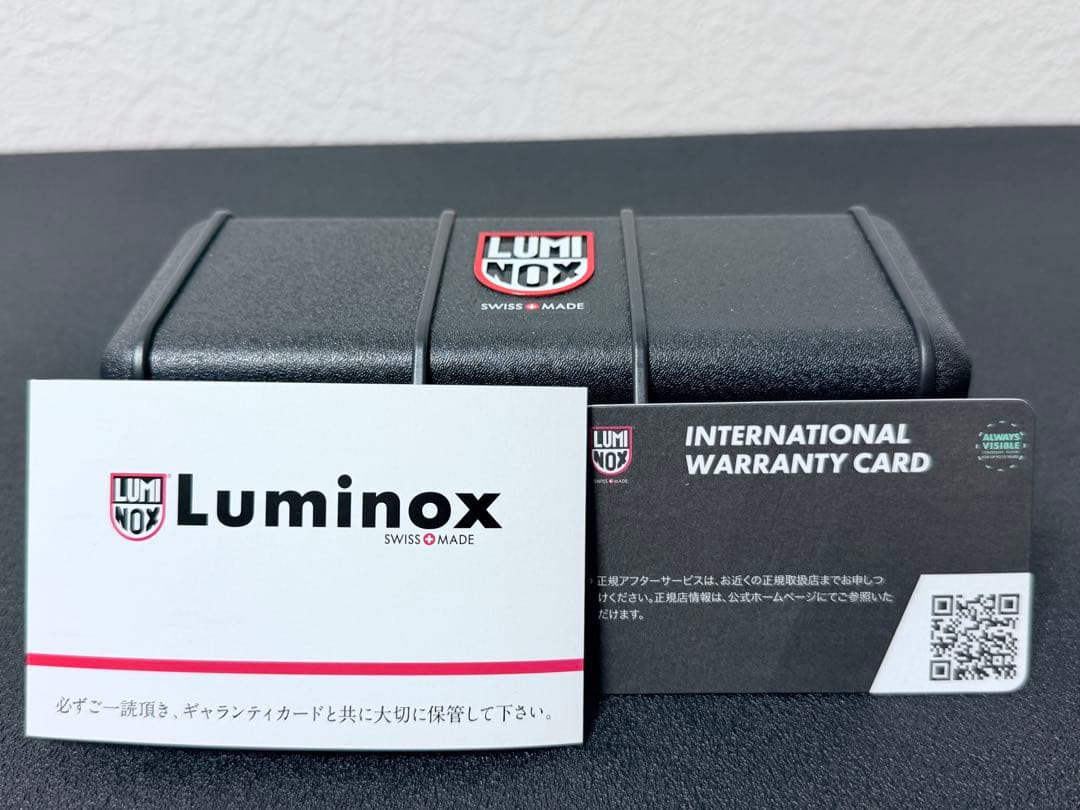 LUMI
NOX
SWISS MADE
LUMI
NOX
Luminox
SWISS MADE
必ずご一読頂き、ギャランティカードと共に大切に保管して下さい。
LUMI
NOX
SWISS MADE
INTERNATIONAL
WARRANTY CARD
ALWAYS
VISIBLE
正規アフターサービスは、お近くの正規取扱店までお申しつ
けください。正規店情報は、公式ホームページにてご参照いた
だけます。